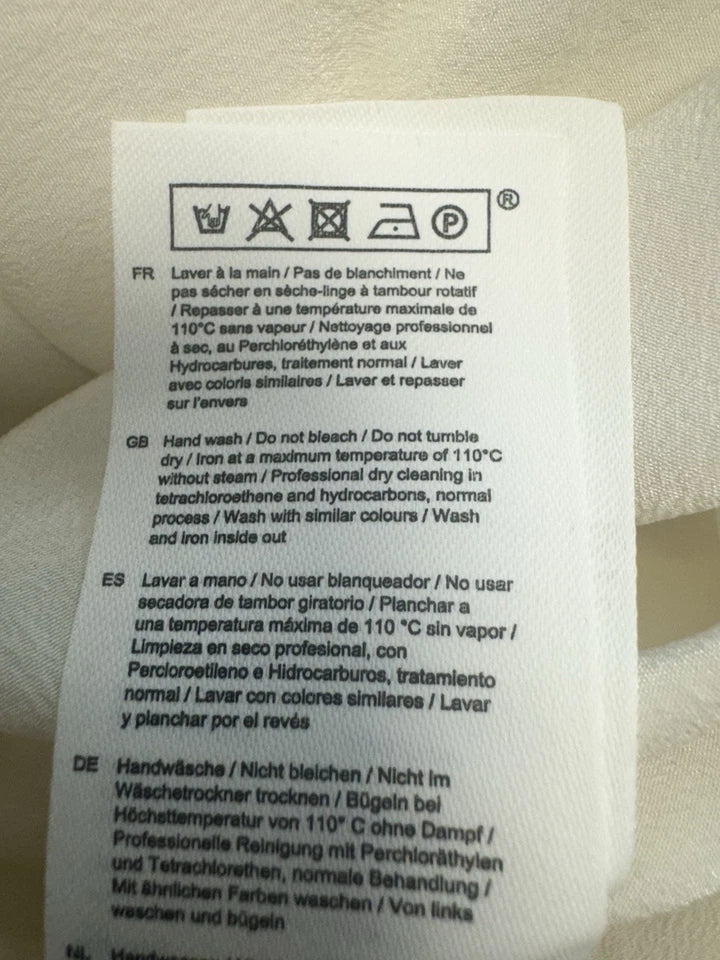 P ®
FR Laver à la main / Pas de blanchiment / Ne
pas sécher en sèche-linge à tambour rotatif
/ Repasser à une température maximale de
110°C sans vapeur / Nettoyage professionnel
à sec, au Perchloréthylène et aux
Hydrocarbures, traitement normal / Laver
avec coloris similaires / Laver et repasser
sur l'envers
GB Hand wash / Do not bleach / Do not tumble
dry / Iron at a maximum temperature of 110°C
without steam / Professional dry cleaning in
tetrachloroethene and hydrocarbons, normal
process / Wash with similar colours / Wash
and iron inside out
ES Lavar a mano / No usar blanqueador / No usar
secadora de tambor giratorio / Planchar a
una temperatura máxima de 110 °C sin vapor /
Limpieza en seco profesional, con
Percloroetileno e Hidrocarburos, tratamiento
normal / Lavar con colores similares / Lavar
y planchar por el revés
DE Handwäsche / Nicht bleichen / Nicht im
Wäschetrockner trocknen / Bügeln bei
Höchsttemperatur von 110° C ohne Dampf /
Professionelle Reinigung mit Perchloräthylen
und Tetrachlorethen, normale Behandlung /
Mit ähnlichen Farben waschen / Von links
waschen und bügeln
NL